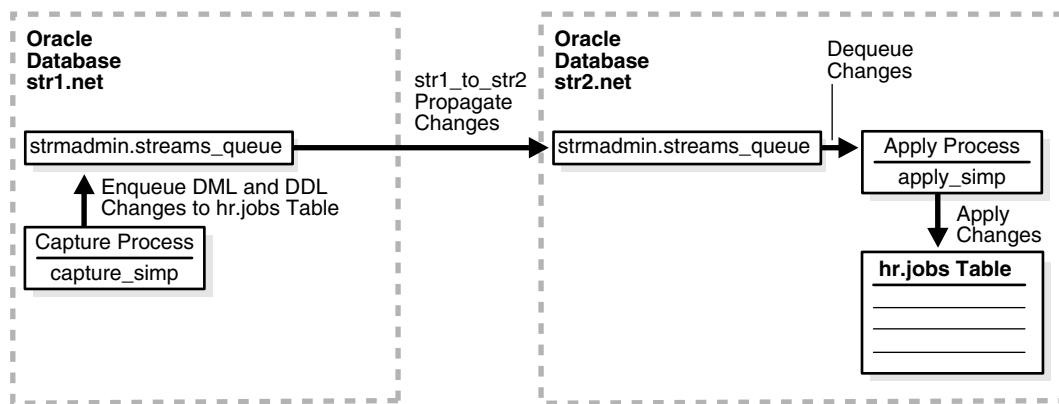 Oracle
Database
str1.net
strmadmin.streams_queue
Enqueue DML and DDL
Changes to hr.jobs Table
Capture Process
capture_simp
str1_to_str2
Propagate
Changes
Oracle
Database
str2.net
strmadmin.streams_queue
Dequeue
Changes
Apply Process
apply_simp
Apply
Changes
hr.jobs Table